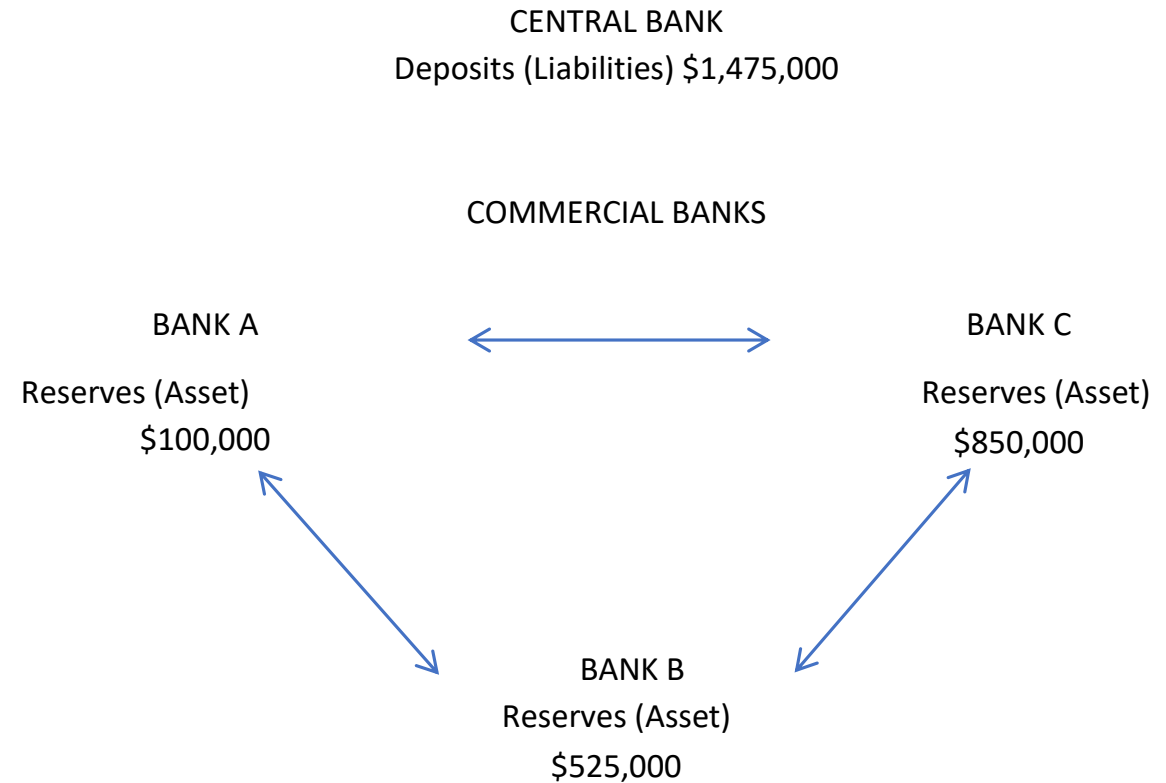 CENTRAL BANK
Deposits (Liabilities) $1,475,000
COMMERCIAL BANKS
BANK A
Reserves (Asset)
$100,000
BANK C
Reserves (Asset)
$850,000
BANK B
Reserves (Asset)
$525,000